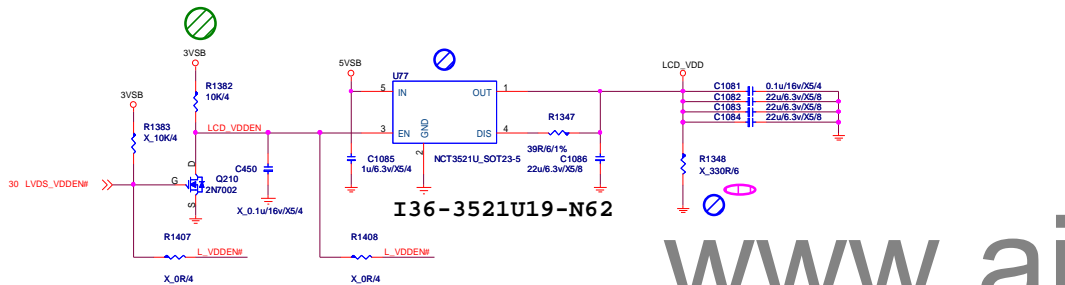 3VSB
5VSB
LCD_VDD
U77
C1081 0.1u/16v/X5/4
C1082 22u/6.3v/X5/8
C1083 22u/6.3v/X5/8
C1084 22u/6.3v/X5/8
3VSB
R1382
10K/4
5 IN OUT 1
R1383
X_10K/4
LCD_VDDEN
3 EN GND DIS 4
R1347
39R/6/1%
2
NCT3521U_SOT23-5
C1085
1u/6.3v/X5/4
C1086
22u/6.3v/X5/8
R1348
X_330R/6
30 LVDS_VDDEN#
G D S
Q210
2N7002
C450
X_0.1u/16v/X5/4
I36-3521U19-N62
R1407
L_VDDEN#
X_0R/4
R1408
L_VDDEN#
X_0R/4
www.ai